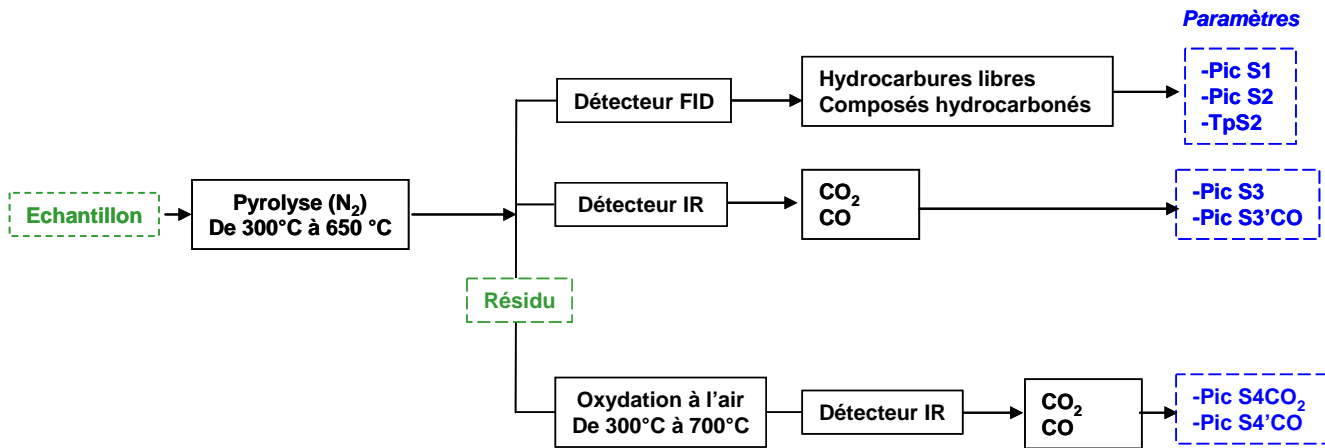 Paramètres
Détecteur FID
Hydrocarbures libres
Composés hydrocarbonés
-Pic S1
-Pic S2
-TpS2
Echantillon
Pyrolyse (N₂)
De 300°C à 650 °C
Détecteur IR
CO₂
CO
-Pic S3
-Pic S3’CO
Résidu
Oxydation à l’air
De 300°C à 700°C
Détecteur IR
CO₂
CO
-Pic S4CO₂
-Pic S4’CO